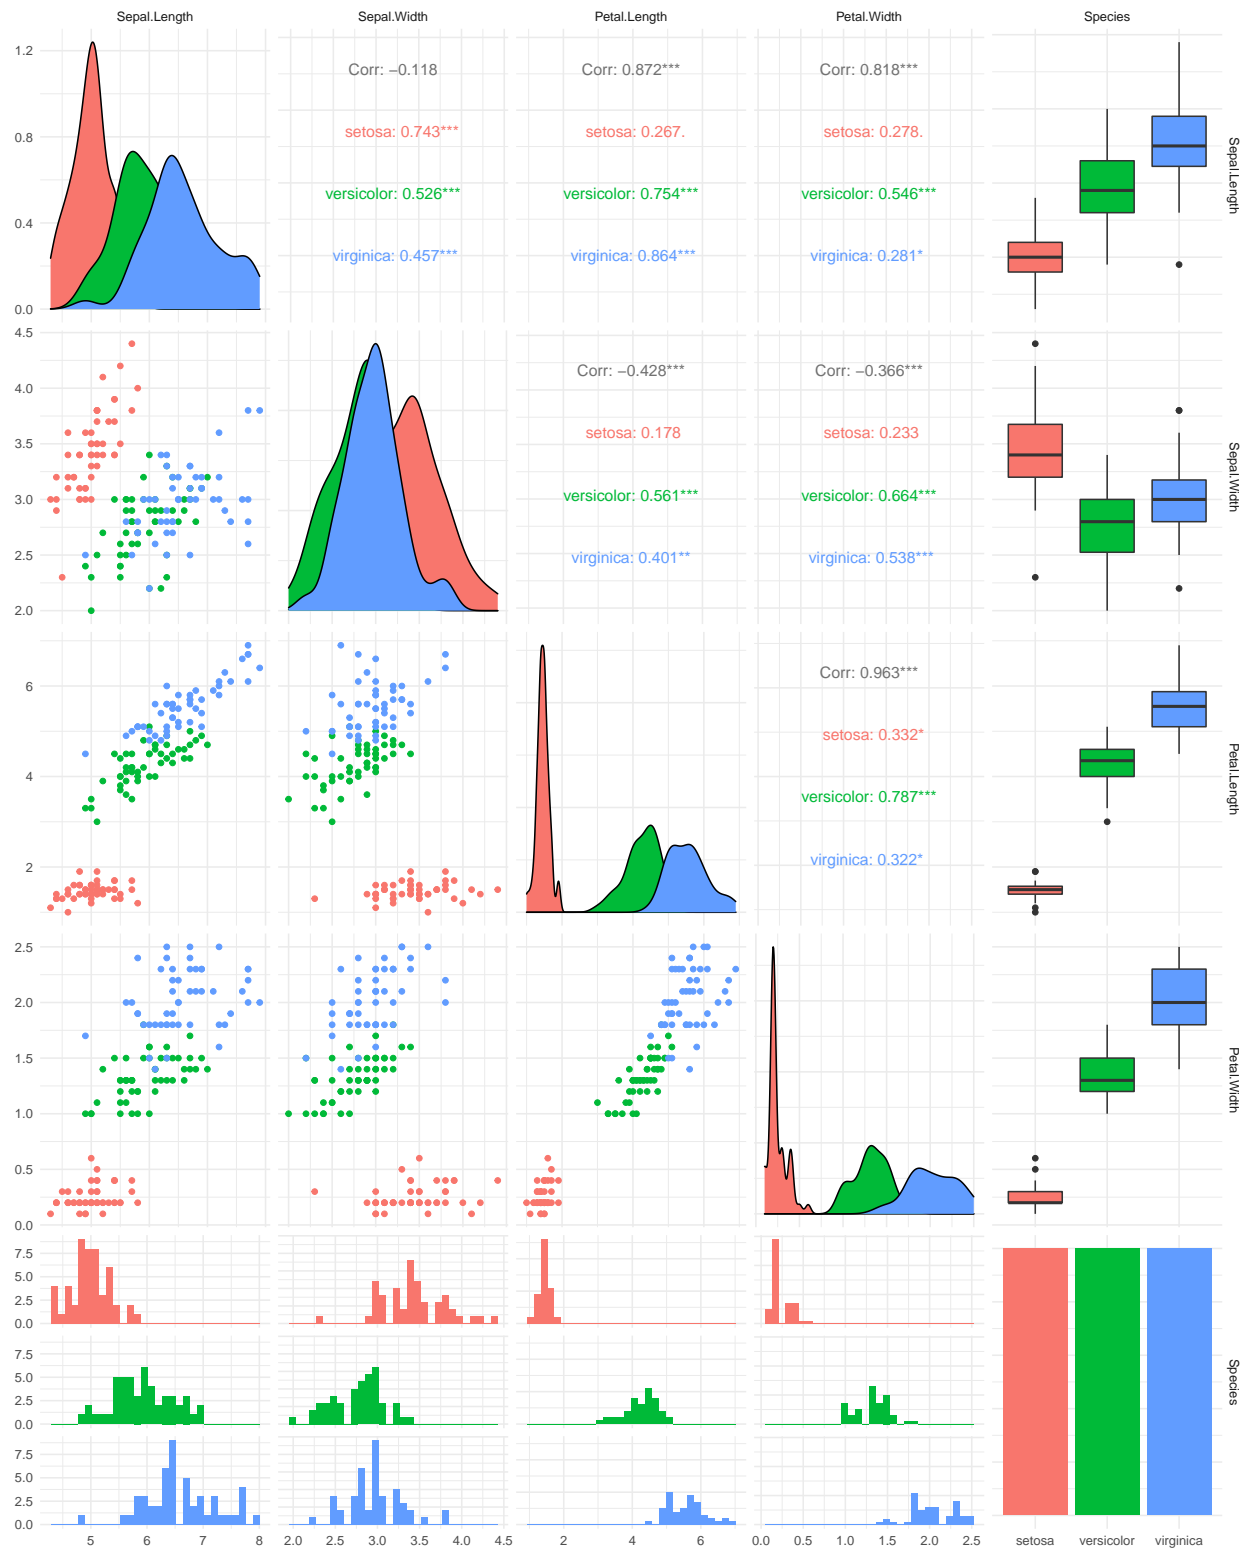 Sepal.Length Sepal.Width Petal.Length Petal.Width Species
1.2
0.8
0.4
0.0
Corr: −0.118
setosa: 0.743***
versicolor: 0.526***
virginica: 0.457***
Corr: 0.872***
setosa: 0.267.
versicolor: 0.754***
virginica: 0.864***
Corr: 0.818***
setosa: 0.278.
versicolor: 0.546***
virginica: 0.281*
Sepal.Length
4.5
4.0
3.5
3.0
2.5
2.0
Corr: −0.428***
setosa: 0.178
versicolor: 0.561***
virginica: 0.401**
Corr: −0.366***
setosa: 0.233
versicolor: 0.664***
virginica: 0.538***
Sepal.Width
6
4
2
Corr: 0.963***
setosa: 0.332*
versicolor: 0.787***
virginica: 0.322*
Petal.Length
2.5
2.0
1.5
1.0
0.5
0.0
Petal.Width
7.5
5.0
2.5
0.0
7.5
5.0
2.5
0.0
7.5
5.0
2.5
0.0
Species
5 6 7 8
2.0 2.5 3.0 3.5 4.0 4.5
2 4 6
0.0 0.5 1.0 1.5 2.0 2.5
setosa versicolor virginica